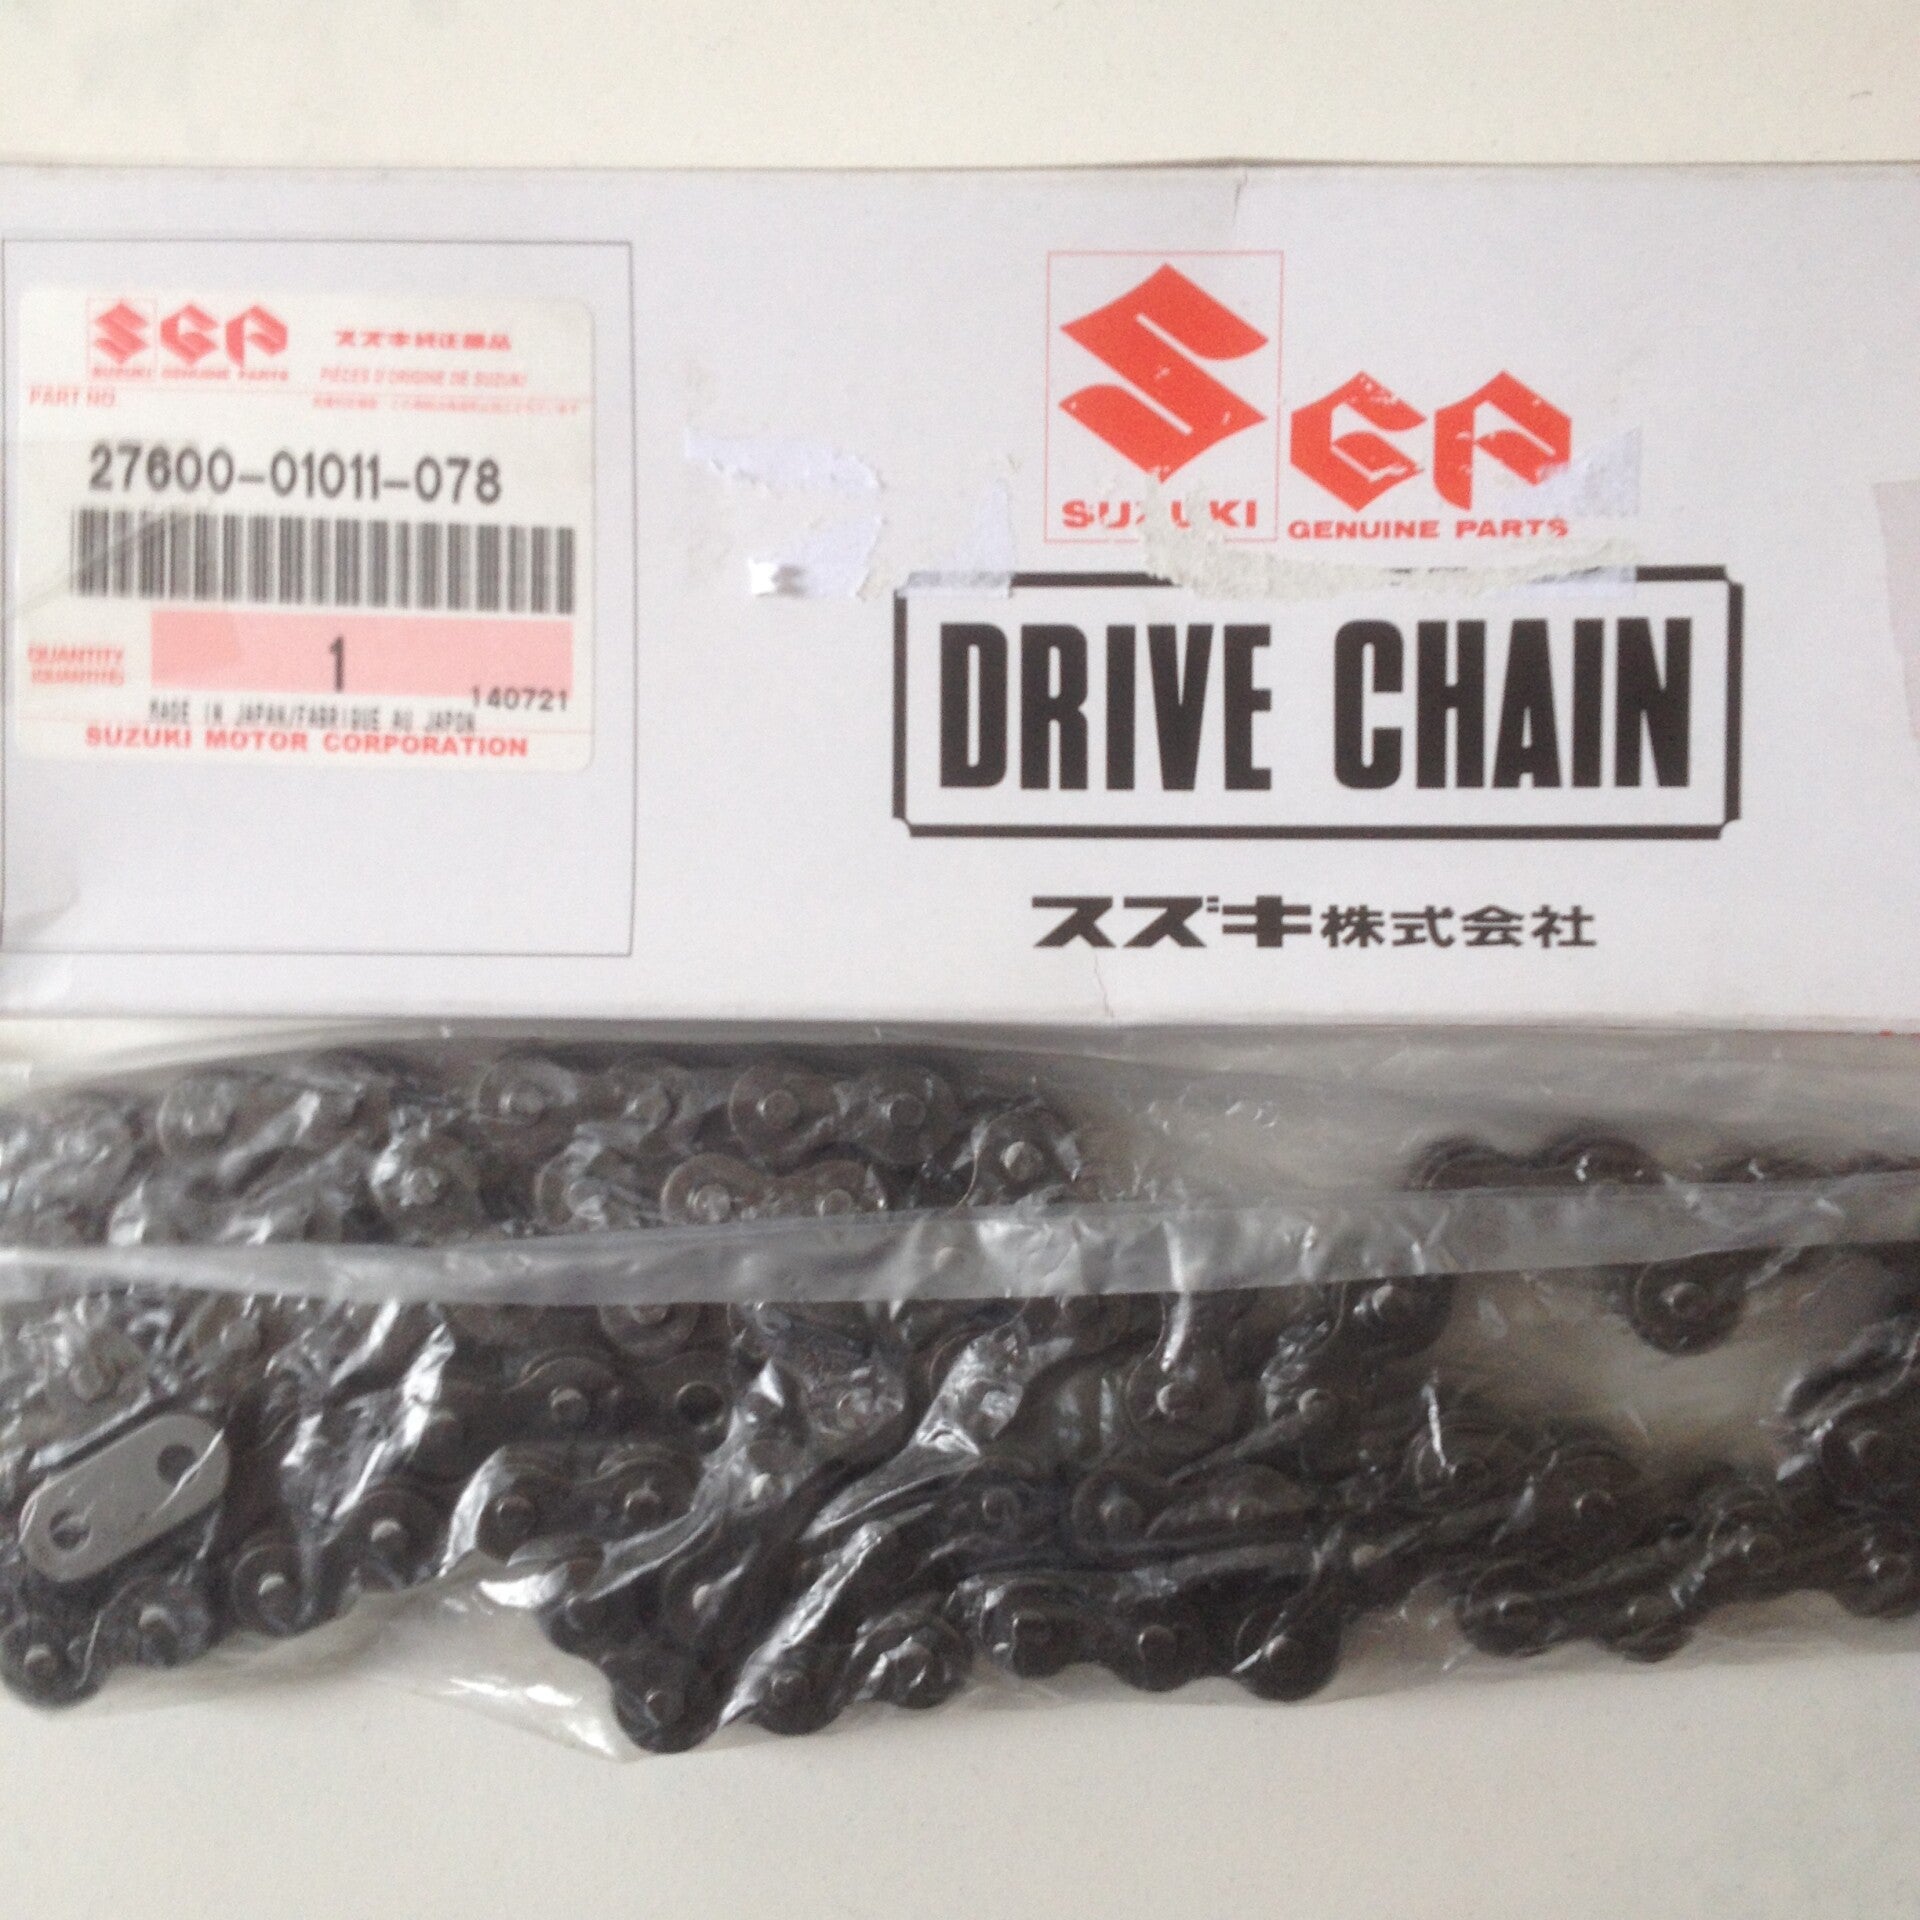 SGP
スズキ純正部品
SUZUKI GENUINE PARTS
PIÈCES D'ORIGINE DE SUZUKI
PART NO.
27600-01011-078
QUANTITY
(QUANTITÉ)
1
140721
MADE IN JAPAN/FABRIQUE AU JAPON
SUZUKI MOTOR CORPORATION
SGP
SUZUKI GENUINE PARTS
DRIVE CHAIN
スズキ株式会社